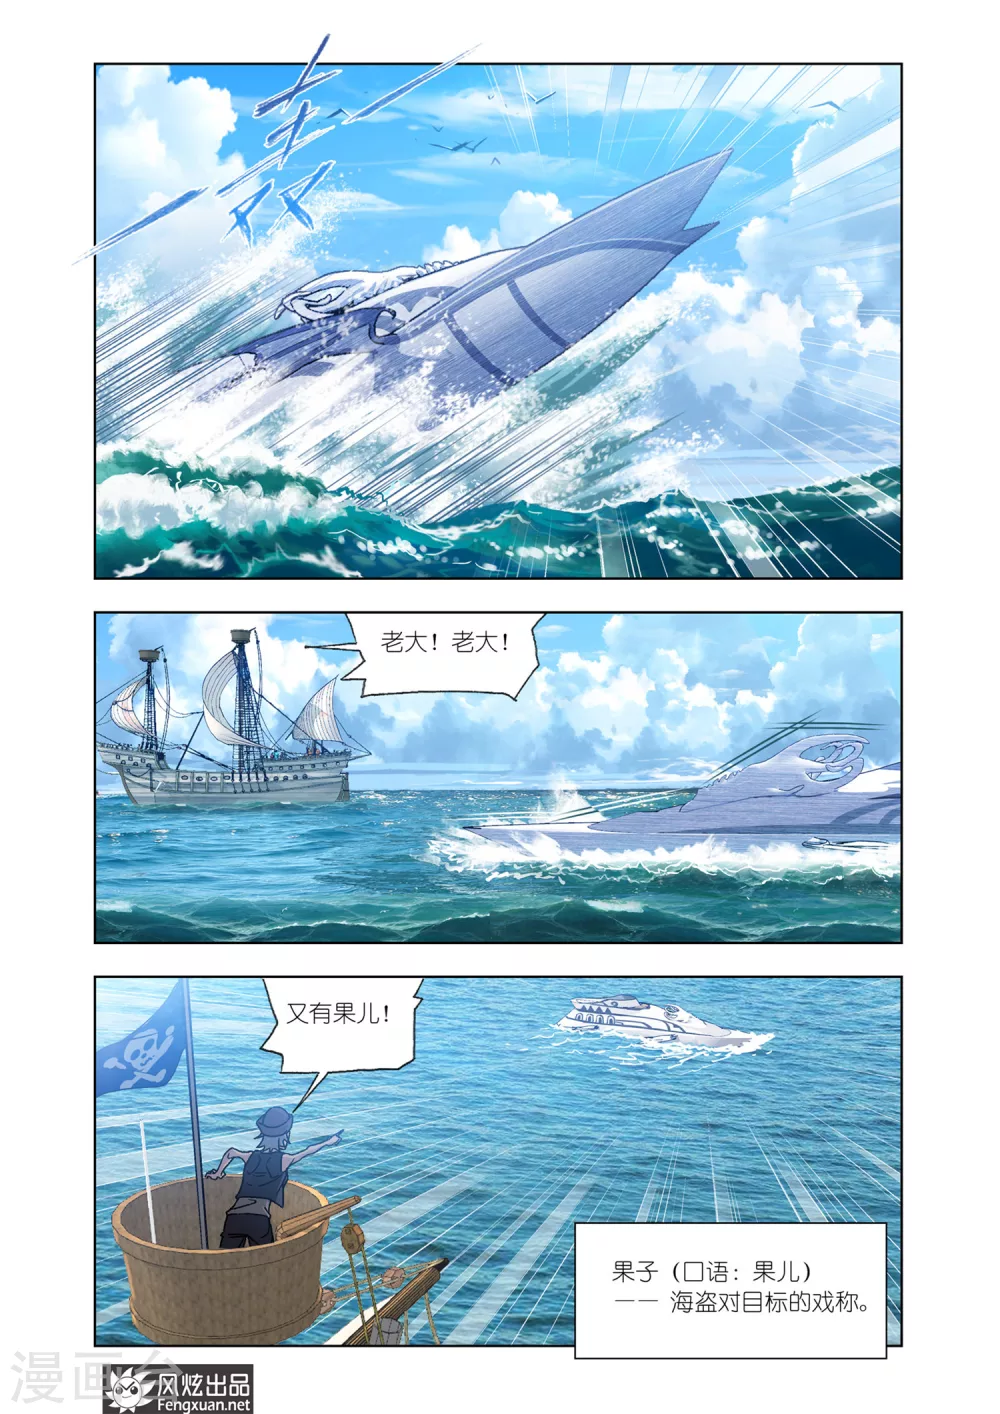 老大！老大！
又有果儿！
果子（口语：果儿）
—— 海盗对目标的戏称。
漫画台
风炫出品
Fengxuan.net